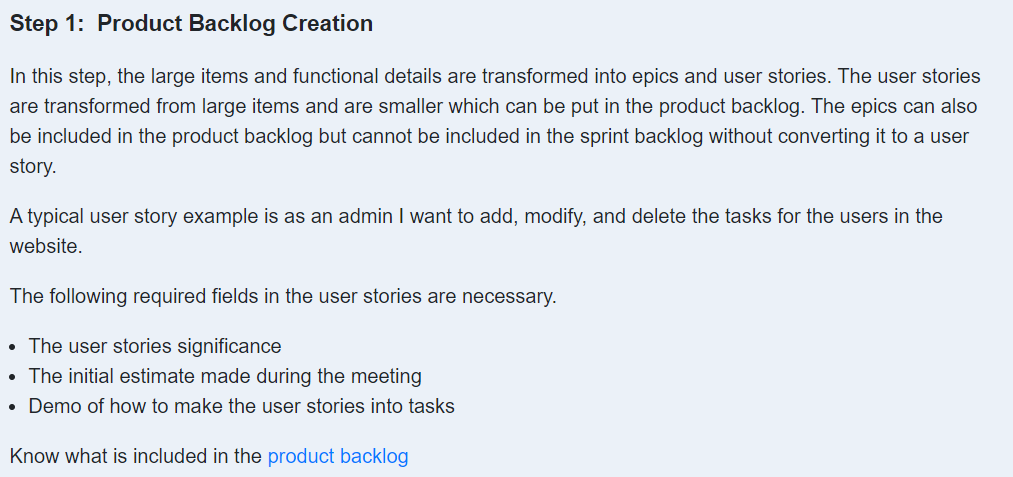 Step 1:  Product Backlog Creation
In this step, the large items and functional details are transformed into epics and user stories. The user stories
are transformed from large items and are smaller which can be put in the product backlog. The epics can also
be included in the product backlog but cannot be included in the sprint backlog without converting it to a user
story.
A typical user story example is as an admin I want to add, modify, and delete the tasks for the users in the
website.
The following required fields in the user stories are necessary.
• The user stories significance
• The initial estimate made during the meeting
• Demo of how to make the user stories into tasks
Know what is included in the product backlog